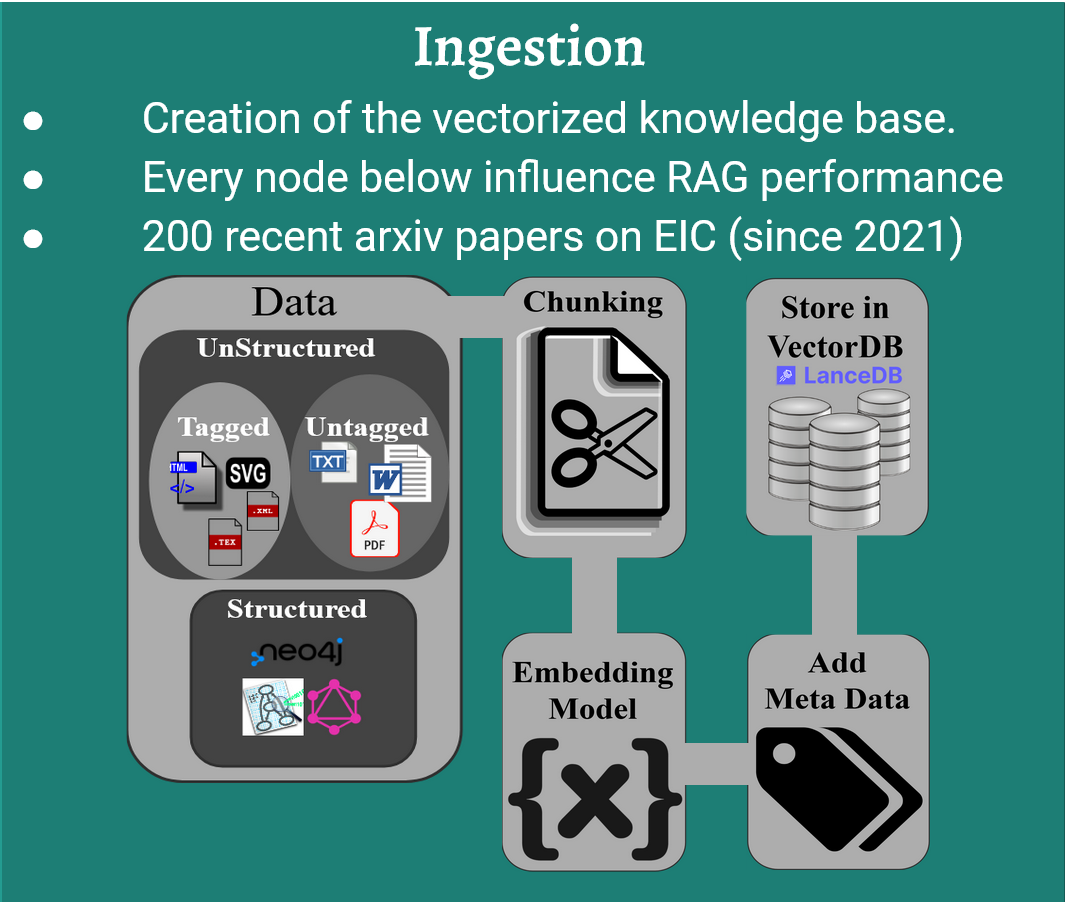 Ingestion
● Creation of the vectorized knowledge base.
● Every node below influence RAG performance
● 200 recent arxiv papers on EIC (since 2021)
Data
UnStructured
Tagged
HTML
</>
SVG
.XML
.TEX
Untagged
TXT
W
PDF
Structured
neo4j
Chunking
Embedding
Model
{x}
Add
Meta Data
Store in
VectorDB
LanceDB